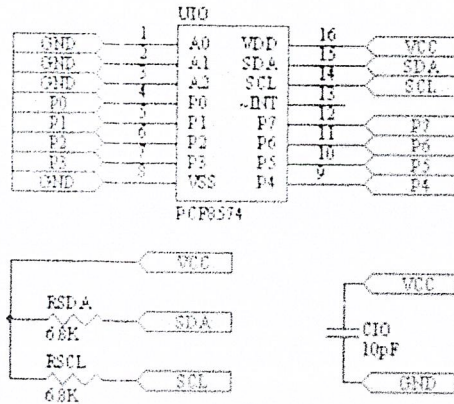 UIO
GND 1 A0 VDD 16 VCC
GND 2 A1 SDA 15 SDA
GND 3 A2 SCL 14 SCL
P0 4 P0 ~INT 13
P1 5 P1 P7 12 P7
P2 6 P2 P6 11 P6
P3 7 P3 P5 10 P5
GND 8 VSS P4 9 P4
PCF8574
VCC
RSDA
6.8K
SDA
RSCL
6.8K
SCL
VCC
CIO
10pF
GND